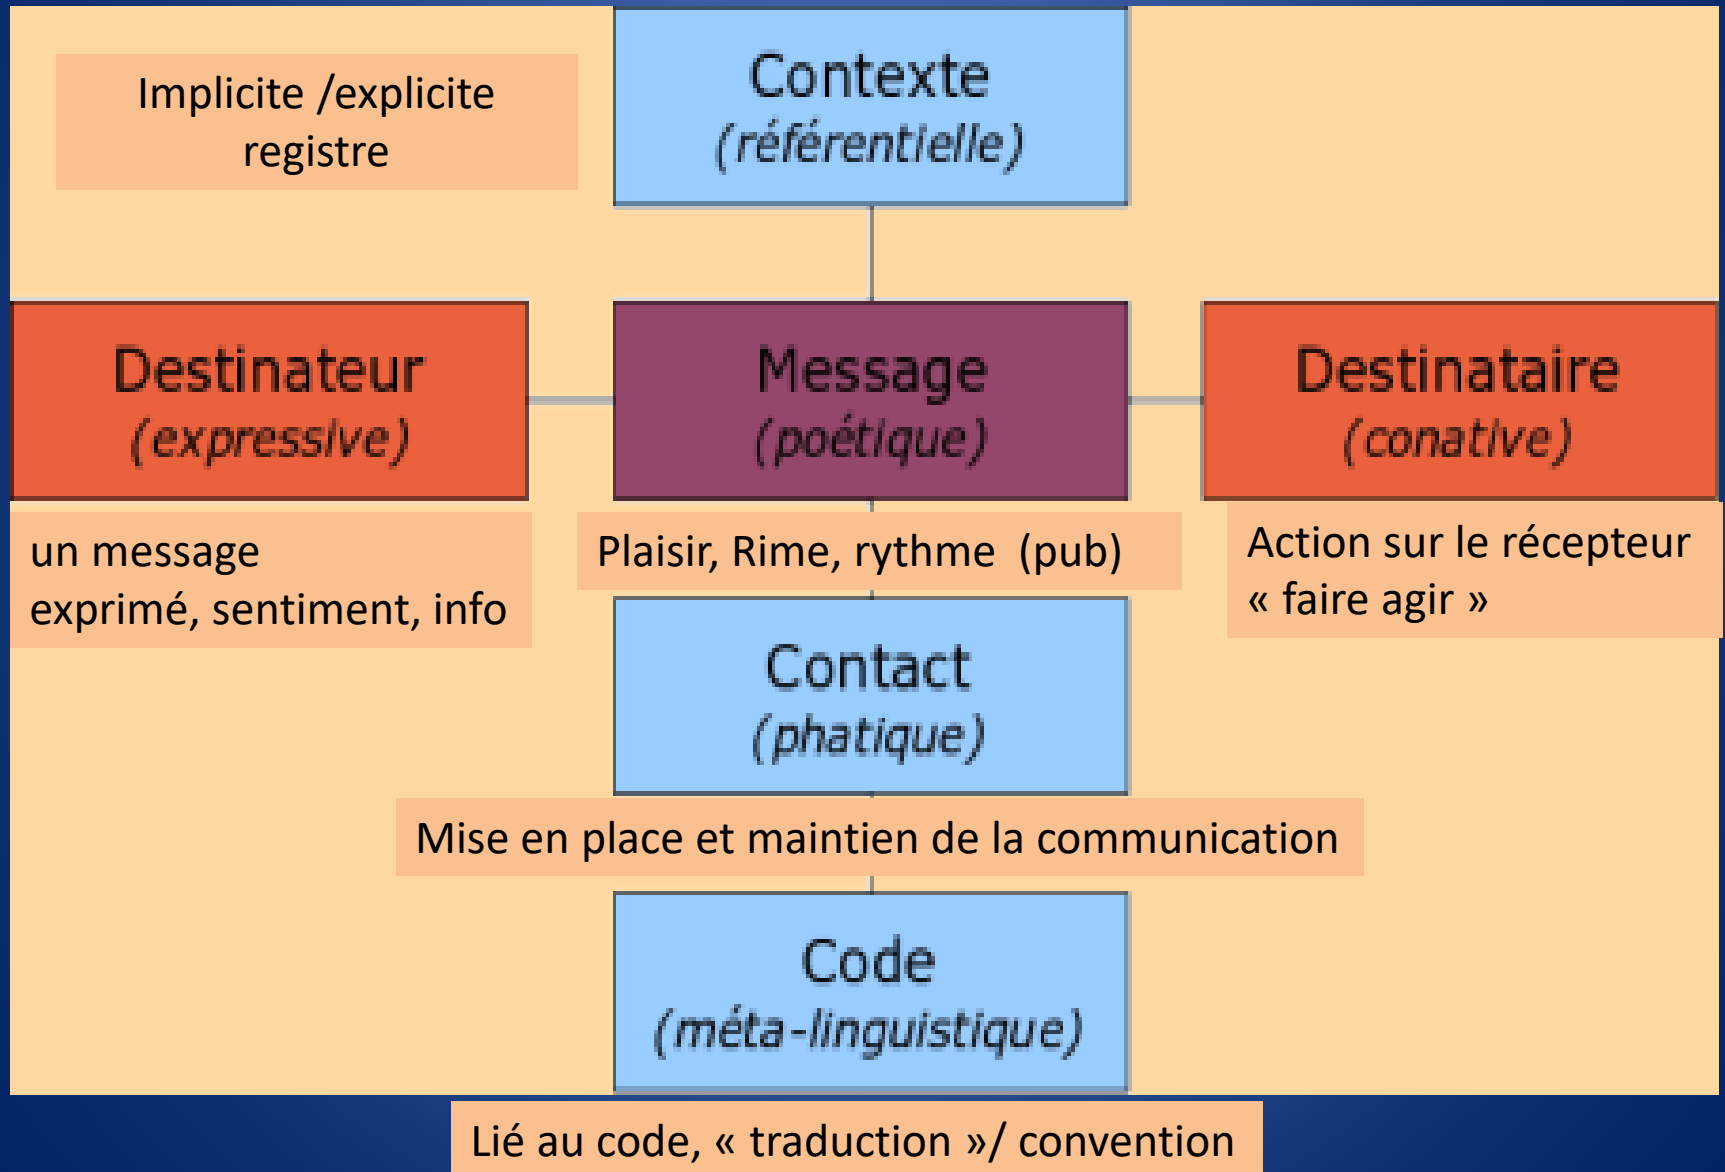 Implicite /explicite
registre
Contexte
(référentielle)
Destinateur
(expressive)
Message
(poétique)
Destinataire
(conative)
un message
exprimé, sentiment, info
Plaisir, Rime, rythme (pub)
Action sur le récepteur
« faire agir »
Contact
(phatique)
Mise en place et maintien de la communication
Code
(méta-linguistique)
Lié au code, « traduction »/ convention